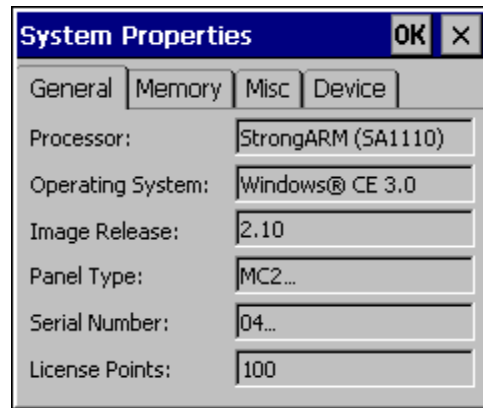 System Properties OK ×
General Memory Misc Device
Processor: StrongARM (SA1110)
Operating System: Windows® CE 3.0
Image Release: 2.10
Panel Type: MC2...
Serial Number: 04...
License Points: 100